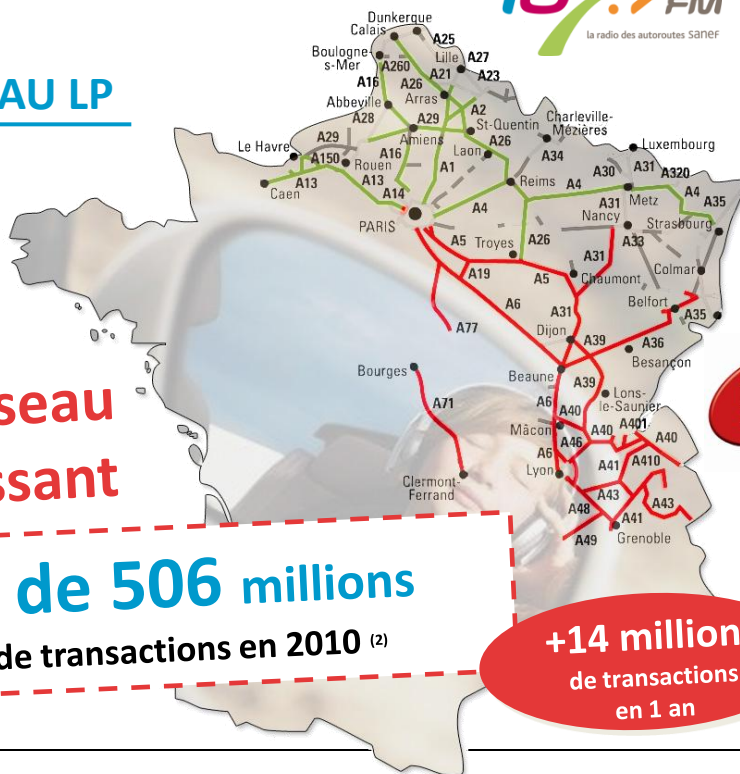 FM
la radio des autoroutes sanef
AU LP
Dunkerque
Calais
A25
Boulogne-
s-Mer
Lille
A27
A260
A21
A23
A16
A26
Abbeville
Arras
A2
A28
A29
St-Quentin
Charleville-
Mézières
Amiens
A29
Le Havre
A150
Rouen
A16
Laon
A26
A34
Luxembourg
A1
A30
A31
A320
A13
A13
Caen
A14
Reims
A4
Metz
A4
A35
A4
A31
Nancy
PARIS
Strasbourg
A5
Troyes
A26
A33
A31
A19
A5
Chaumont
Colmar
A6
Belfort
A31
A35
A77
Dijon
A39
A36
Besançon
Bourges
Beaune
A39
A6
Lons-
le-Saunier
A71
A40
Mâcon
A40
A401
A40
A46
A6
A41
A410
Lyon
Clermont-
Ferrand
A43
A43
A48
A41
A49
Grenoble
seau
ssant
de 506 millions
de transactions en 2010 (2)
+14 million
de transactions
en 1 an